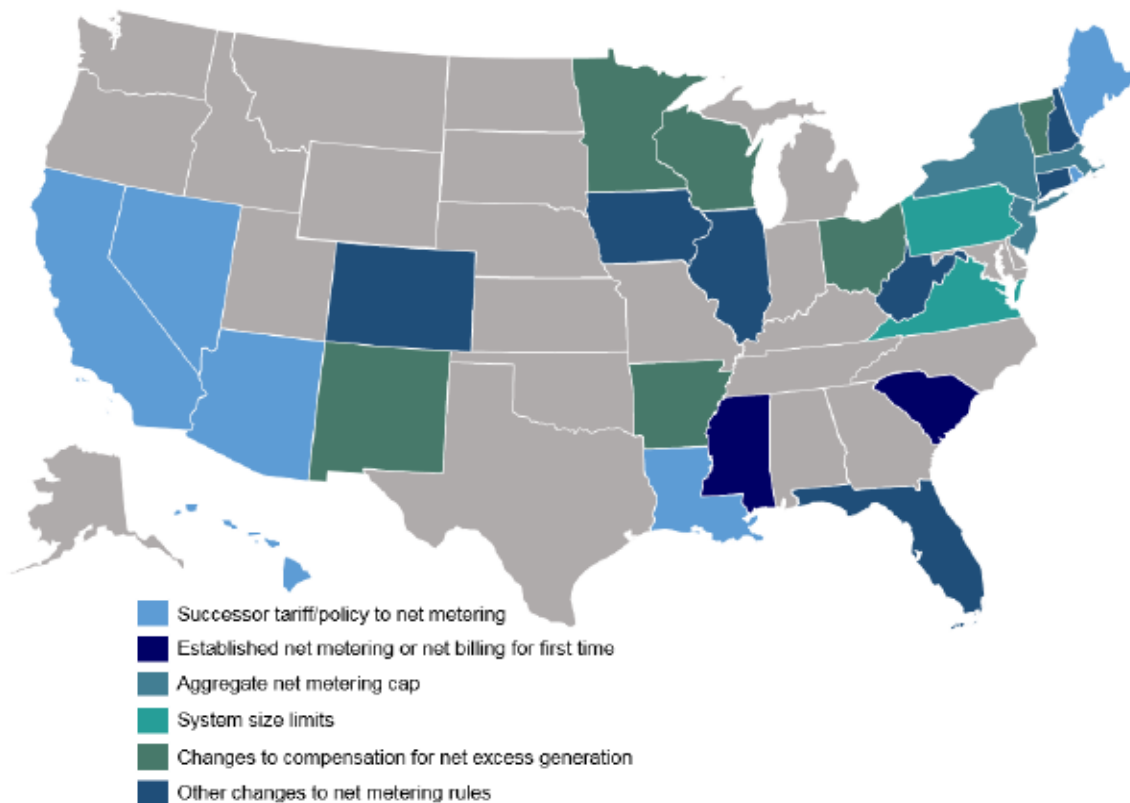 Successor tariff/policy to net metering
Established net metering or net billing for first time
Aggregate net metering cap
System size limits
Changes to compensation for net excess generation
Other changes to net metering rules